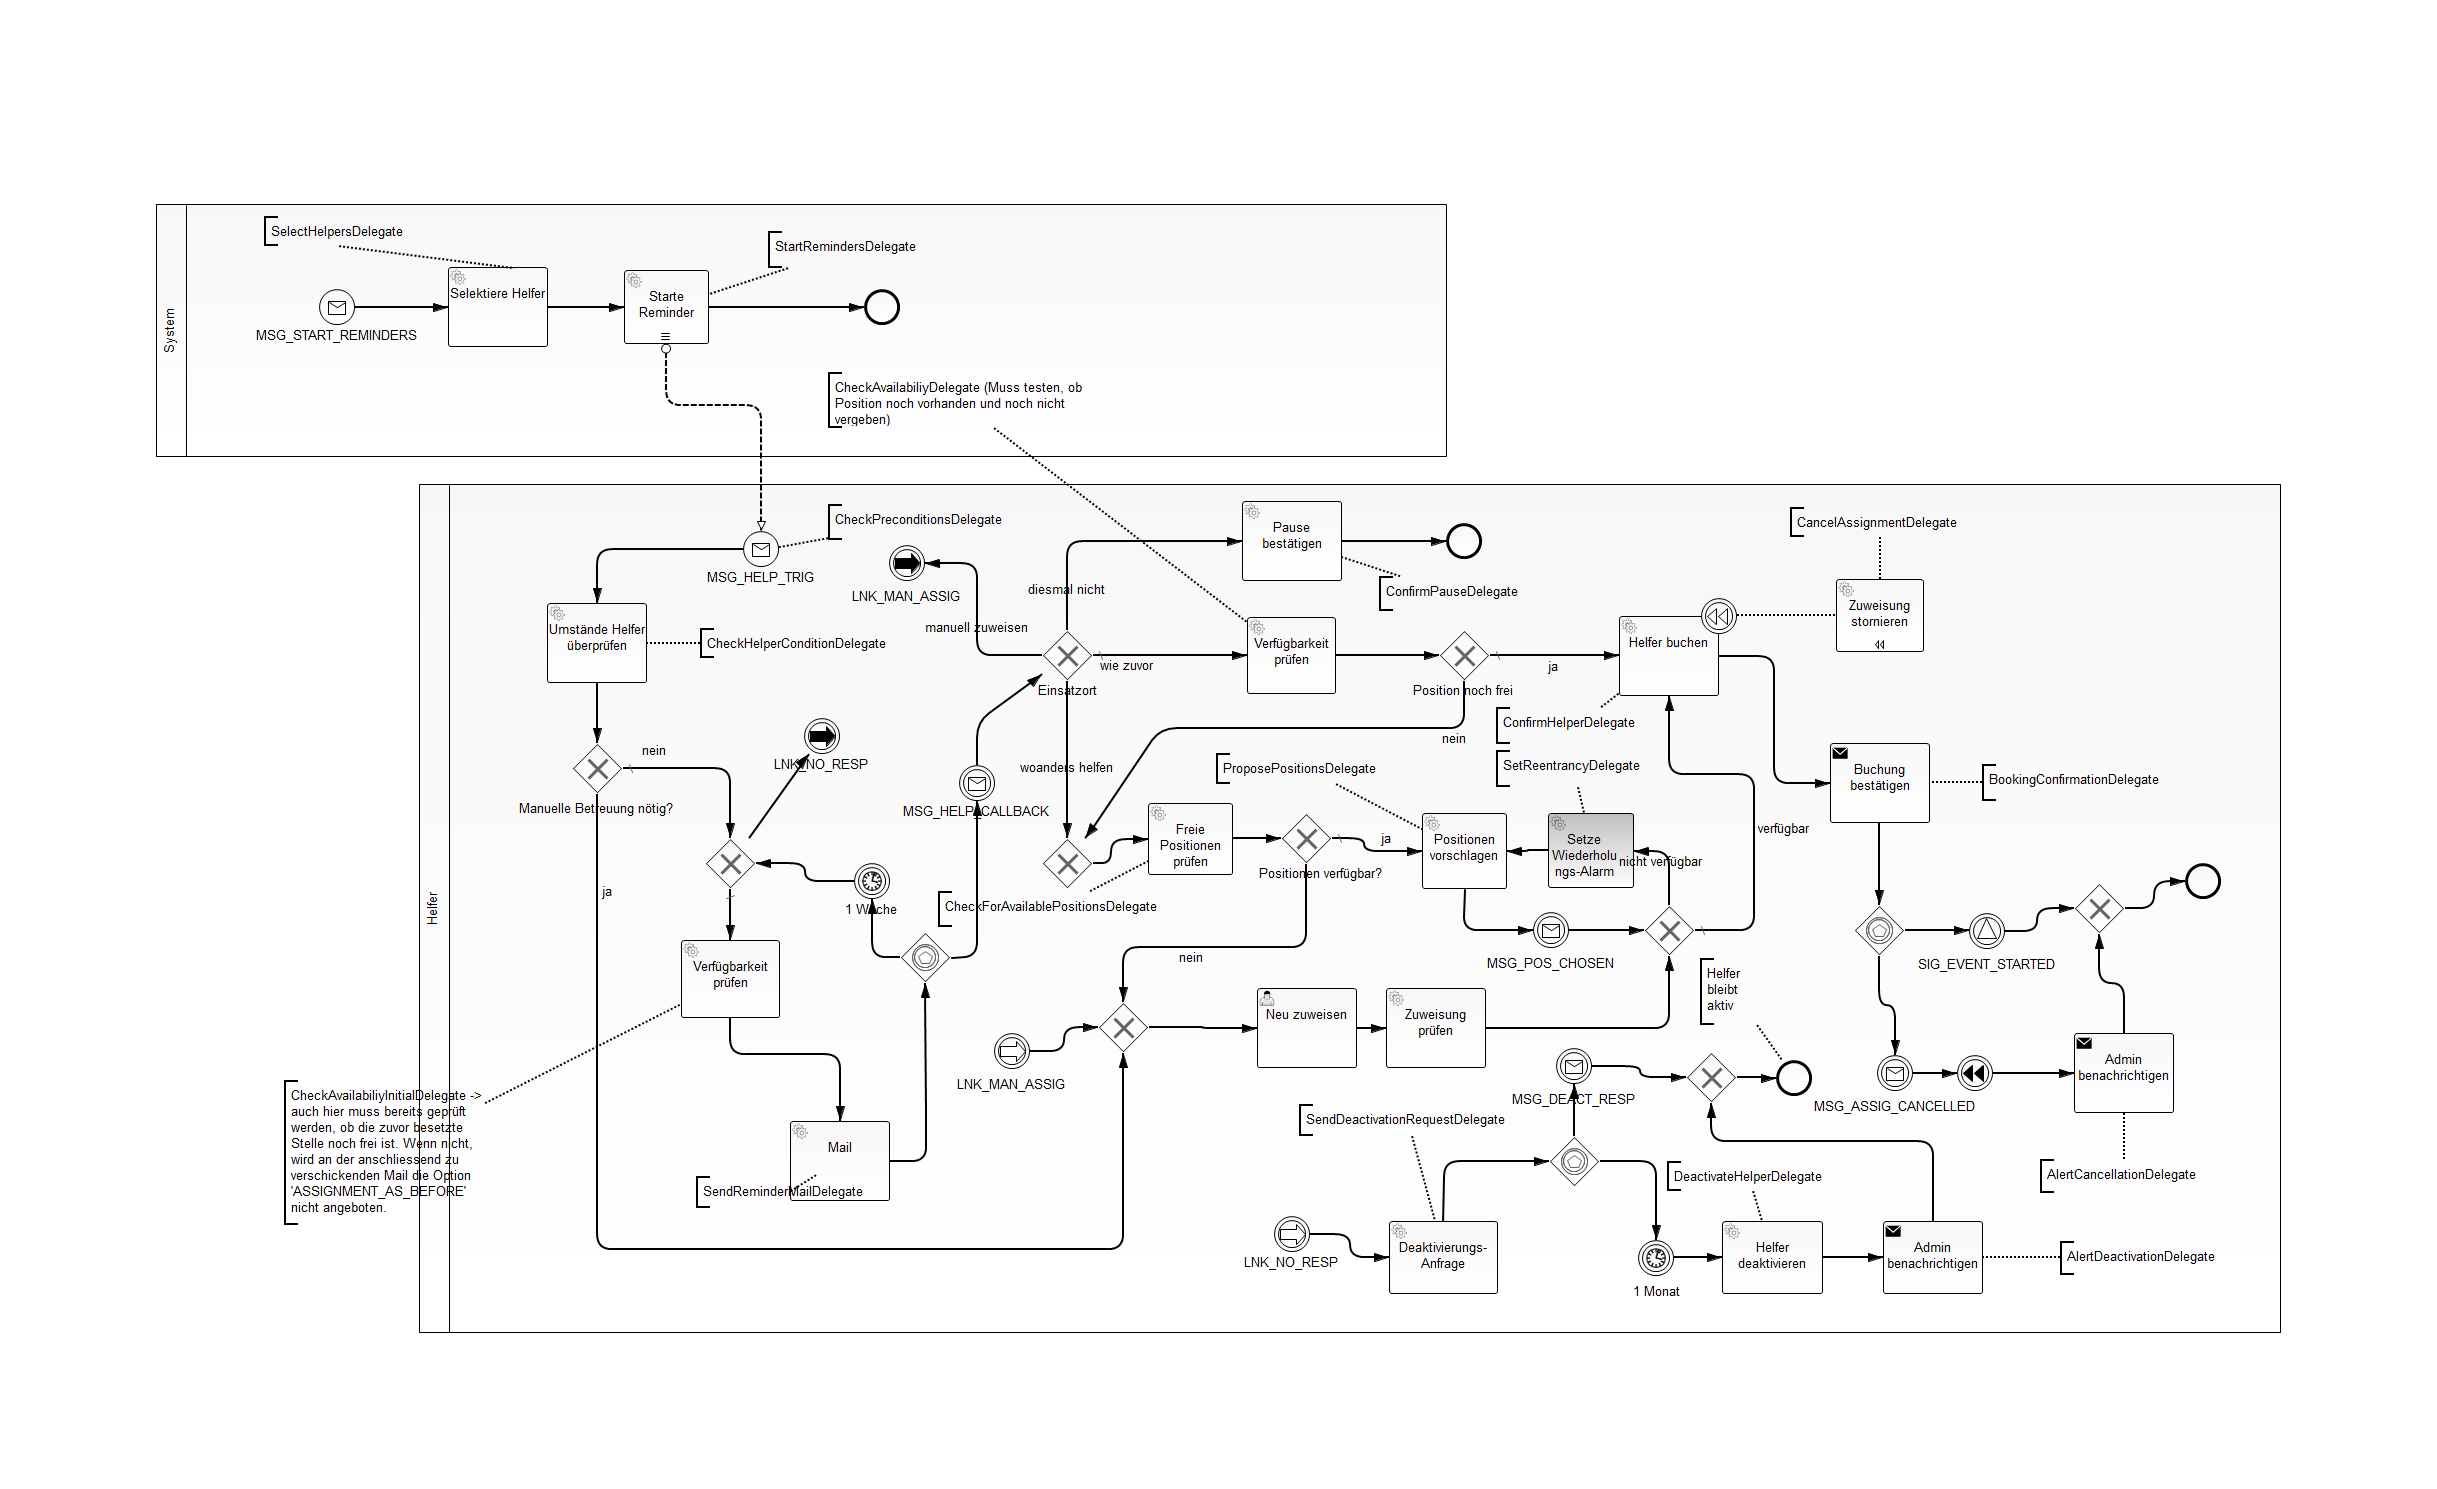 System
SelectHelpersDelegate
StartRemindersDelegate
MSG_START_REMINDERS
Selektiere Helfer
Starte
Reminder
CheckAvailabiliyDelegate (Muss testen, ob
Position noch vorhanden und noch nicht
vergeben)
Helfer
MSG_HELP_TRIG
CheckPreconditionsDelegate
LNK_MAN_ASSIG
diesmal nicht
manuell zuweisen
Pause
bestätigen
ConfirmPauseDelegate
CancelAssignmentDelegate
Zuweisung
stornieren
Umstände Helfer
überprüfen
CheckHelperConditionDelegate
wie zuvor
Einsatzort
Verfügbarkeit
prüfen
Position noch frei
ja
Helfer buchen
ConfirmHelperDelegate
nein
nein
Manuelle Betreuung nötig?
LNK_NO_RESP
MSG_HELP_CALLBACK
woanders helfen
ProposePositionsDelegate
SetReentrancyDelegate
Buchung
bestätigen
BookingConfirmationDelegate
Freie
Positionen
prüfen
Positionen verfügbar?
ja
Positionen
vorschlagen
Setze
Wiederholu
ngs-Alarm
nicht verfügbar
verfügbar
ja
1 Woche
CheckForAvailablePositionsDelegate
nein
MSG_POS_CHOSEN
SIG_EVENT_STARTED
Verfügbarkeit
prüfen
Helfer
bleibt
aktiv
LNK_MAN_ASSIG
Neu zuweisen
Zuweisung
prüfen
MSG_DEACT_RESP
MSG_ASSIG_CANCELLED
Admin
benachrichtigen
CheckAvailabiliyInitialDelegate ->
auch hier muss bereits geprüft
werden, ob die zuvor besetzte
Stelle noch frei ist. Wenn nicht,
wird an der anschliessend zu
verschickenden Mail die Option
'ASSIGNMENT_AS_BEFORE'
nicht angeboten.
Mail
SendReminderMailDelegate
SendDeactivationRequestDelegate
DeactivateHelperDelegate
AlertCancellationDelegate
LNK_NO_RESP
Deaktivierungs-
Anfrage
1 Monat
Helfer
deaktivieren
Admin
benachrichtigen
AlertDeactivationDelegate